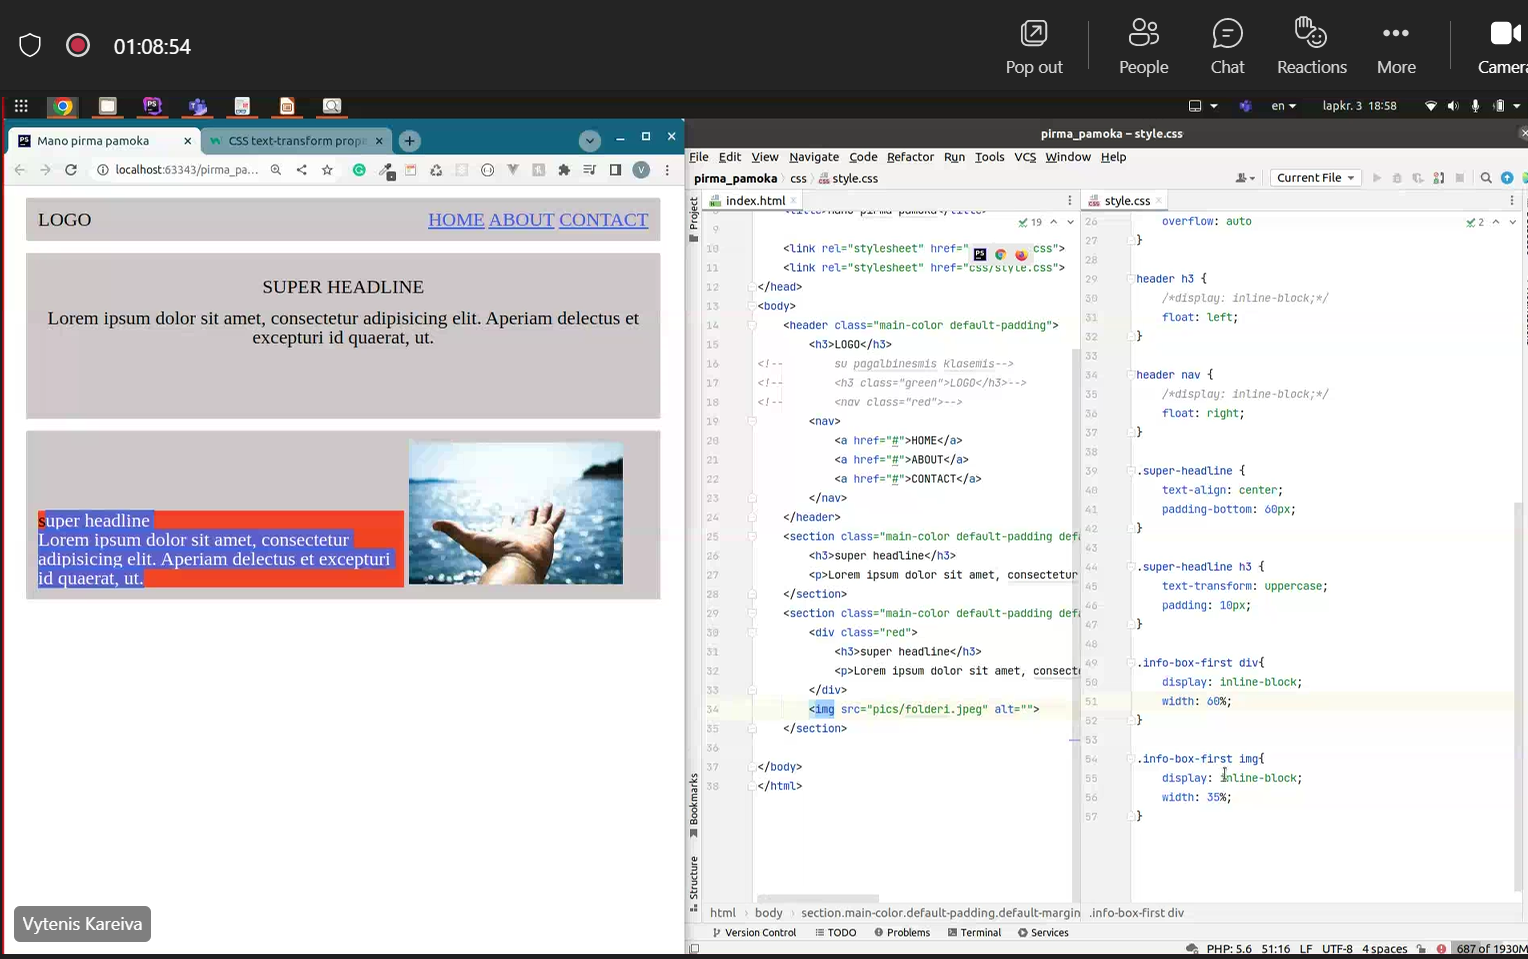 01:08:54
Pop out
People
Chat
Reactions
More
Camera
en
lapkr. 3 18:58
Mano pirma pamoka
CSS text-transform prope
localhost:63343/pirma_pa...
LOGO
HOME ABOUT CONTACT
SUPER HEADLINE
Lorem ipsum dolor sit amet, consectetur adipisicing elit. Aperiam delectus et
excepturi id quaerat, ut.
super headline
Lorem ipsum dolor sit amet, consectetur
adipisicing elit. Aperiam delectus et excepturi
id quaerat, ut.
Vytenis Kareiva
pirma_pamoka – style.css
File Edit View Navigate Code Refactor Run Tools VCS Window Help
pirma_pamoka css style.css
Current File
Project
Bookmarks
Structure
index.html
19
9
10 <link rel="stylesheet" href=" css">
11 <link rel="stylesheet" href="css/style.css">
12 </head>
13 <body>
14 <header class="main-color default-padding">
15 <h3>LOGO</h3>
16 <!-- su pagalbinesmis klasemis-->
17 <!-- <h3 class="green">LOGO</h3>-->
18 <!-- <nav class="red">-->
19 <nav>
20 <a href="#">HOME</a>
21 <a href="#">ABOUT</a>
22 <a href="#">CONTACT</a>
23 </nav>
24 </header>
25 <section class="main-color default-padding defa
26 <h3>super headline</h3>
27 <p>Lorem ipsum dolor sit amet, consectetur
28 </section>
29 <section class="main-color default-padding defa
30 <div class="red">
31 <h3>super headline</h3>
32 <p>Lorem ipsum dolor sit amet, consecte
33 </div>
34 <img src="pics/folderi.jpeg" alt="">
35 </section>
36
37 </body>
38 </html>
html body section.main-color.default-padding.default-margin
style.css
2
26 overflow: auto
27 }
28
29 header h3 {
30 /*display: inline-block;*/
31 float: left;
32 }
33
34 header nav {
35 /*display: inline-block;*/
36 float: right;
37 }
38
39 .super-headline {
40 text-align: center;
41 padding-bottom: 60px;
42 }
43
44 .super-headline h3 {
45 text-transform: uppercase;
46 padding: 10px;
47 }
48
49 .info-box-first div{
50 display: inline-block;
51 width: 60%;
52 }
53
54 .info-box-first img{
55 display: inline-block;
56 width: 35%;
57 }
.info-box-first div
Version Control TODO Problems Terminal Services
PHP: 5.6 51:16 LF UTF-8 4 spaces 687 of 1930M